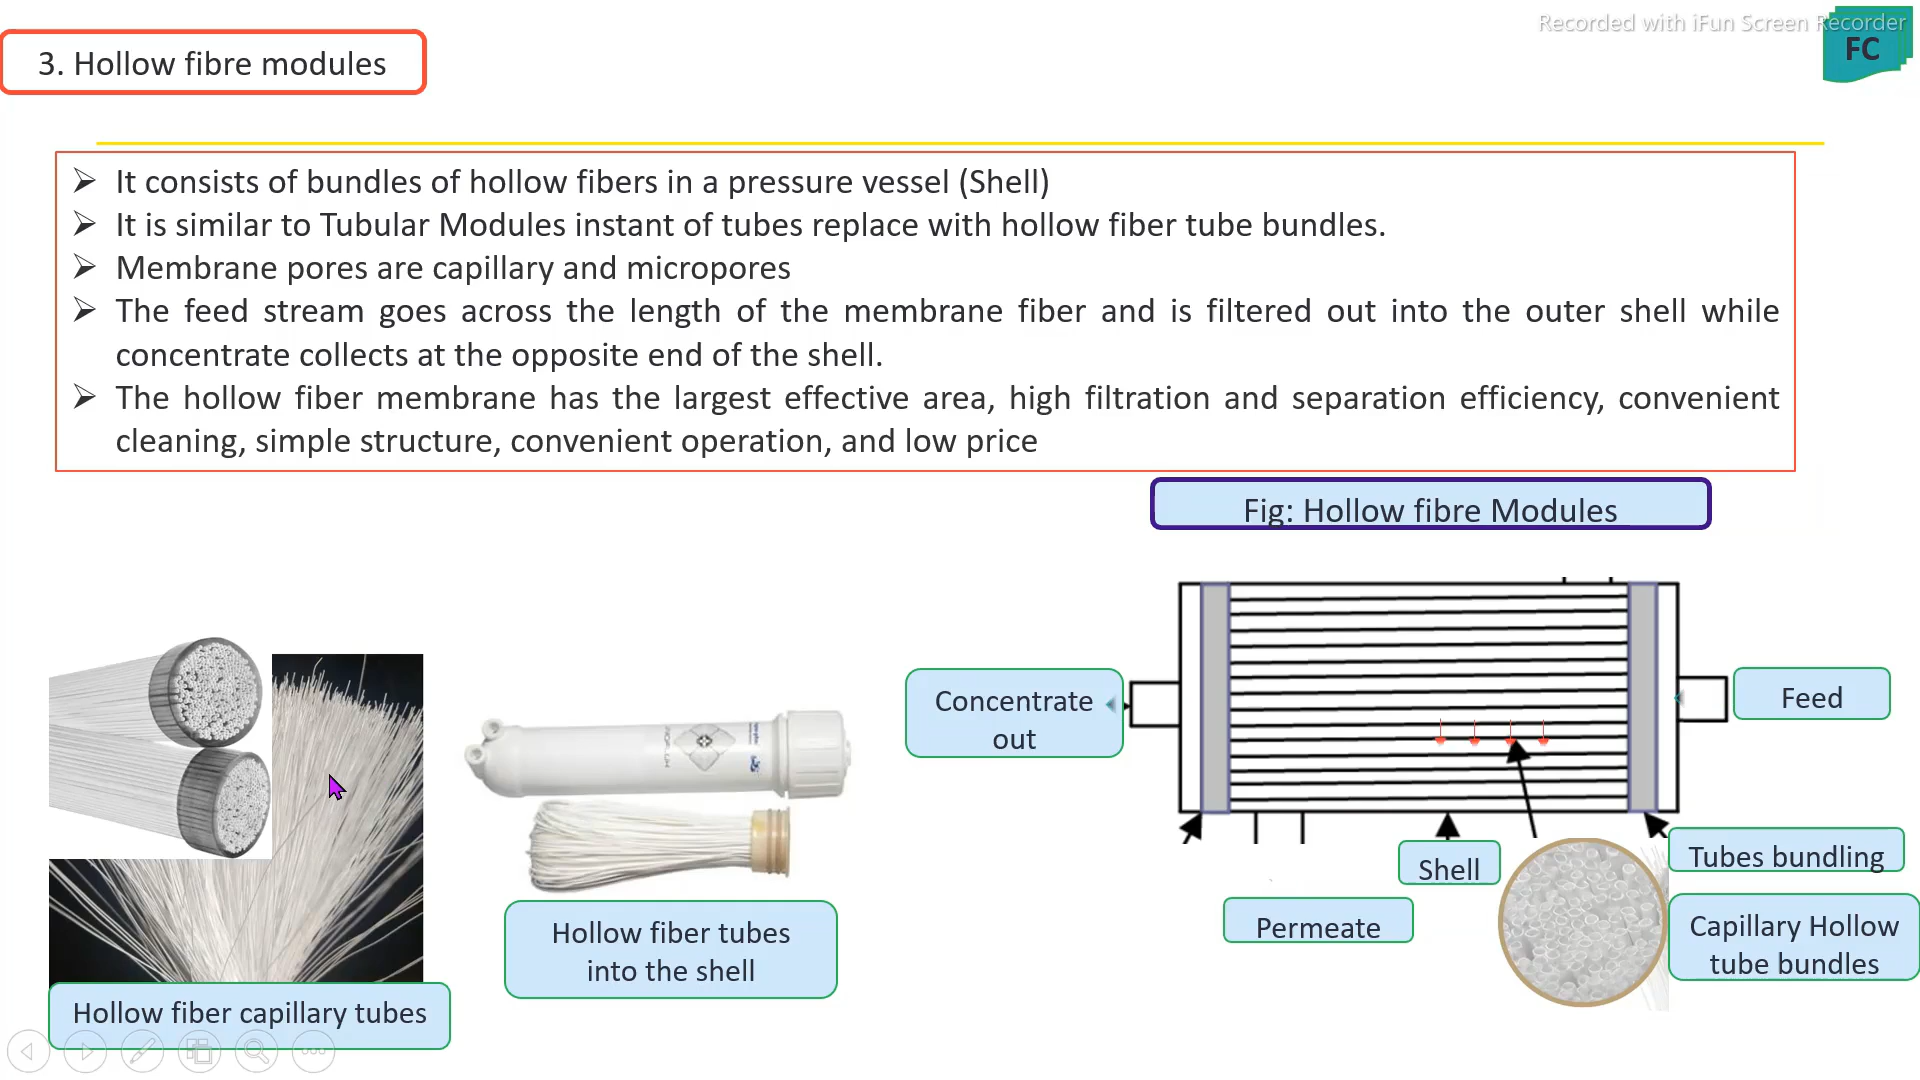 Recorded with iFun Screen Recorder
FC
3. Hollow fibre modules
➢ It consists of bundles of hollow fibers in a pressure vessel (Shell)
➢ It is similar to Tubular Modules instant of tubes replace with hollow fiber tube bundles.
➢ Membrane pores are capillary and micropores
➢ The feed stream goes across the length of the membrane fiber and is filtered out into the outer shell while
concentrate collects at the opposite end of the shell.
➢ The hollow fiber membrane has the largest effective area, high filtration and separation efficiency, convenient
cleaning, simple structure, convenient operation, and low price
Fig: Hollow fibre Modules
Concentrate
out
Feed
Shell
Tubes bundling
Permeate
Capillary Hollow
tube bundles
Hollow fiber tubes
into the shell
Hollow fiber capillary tubes